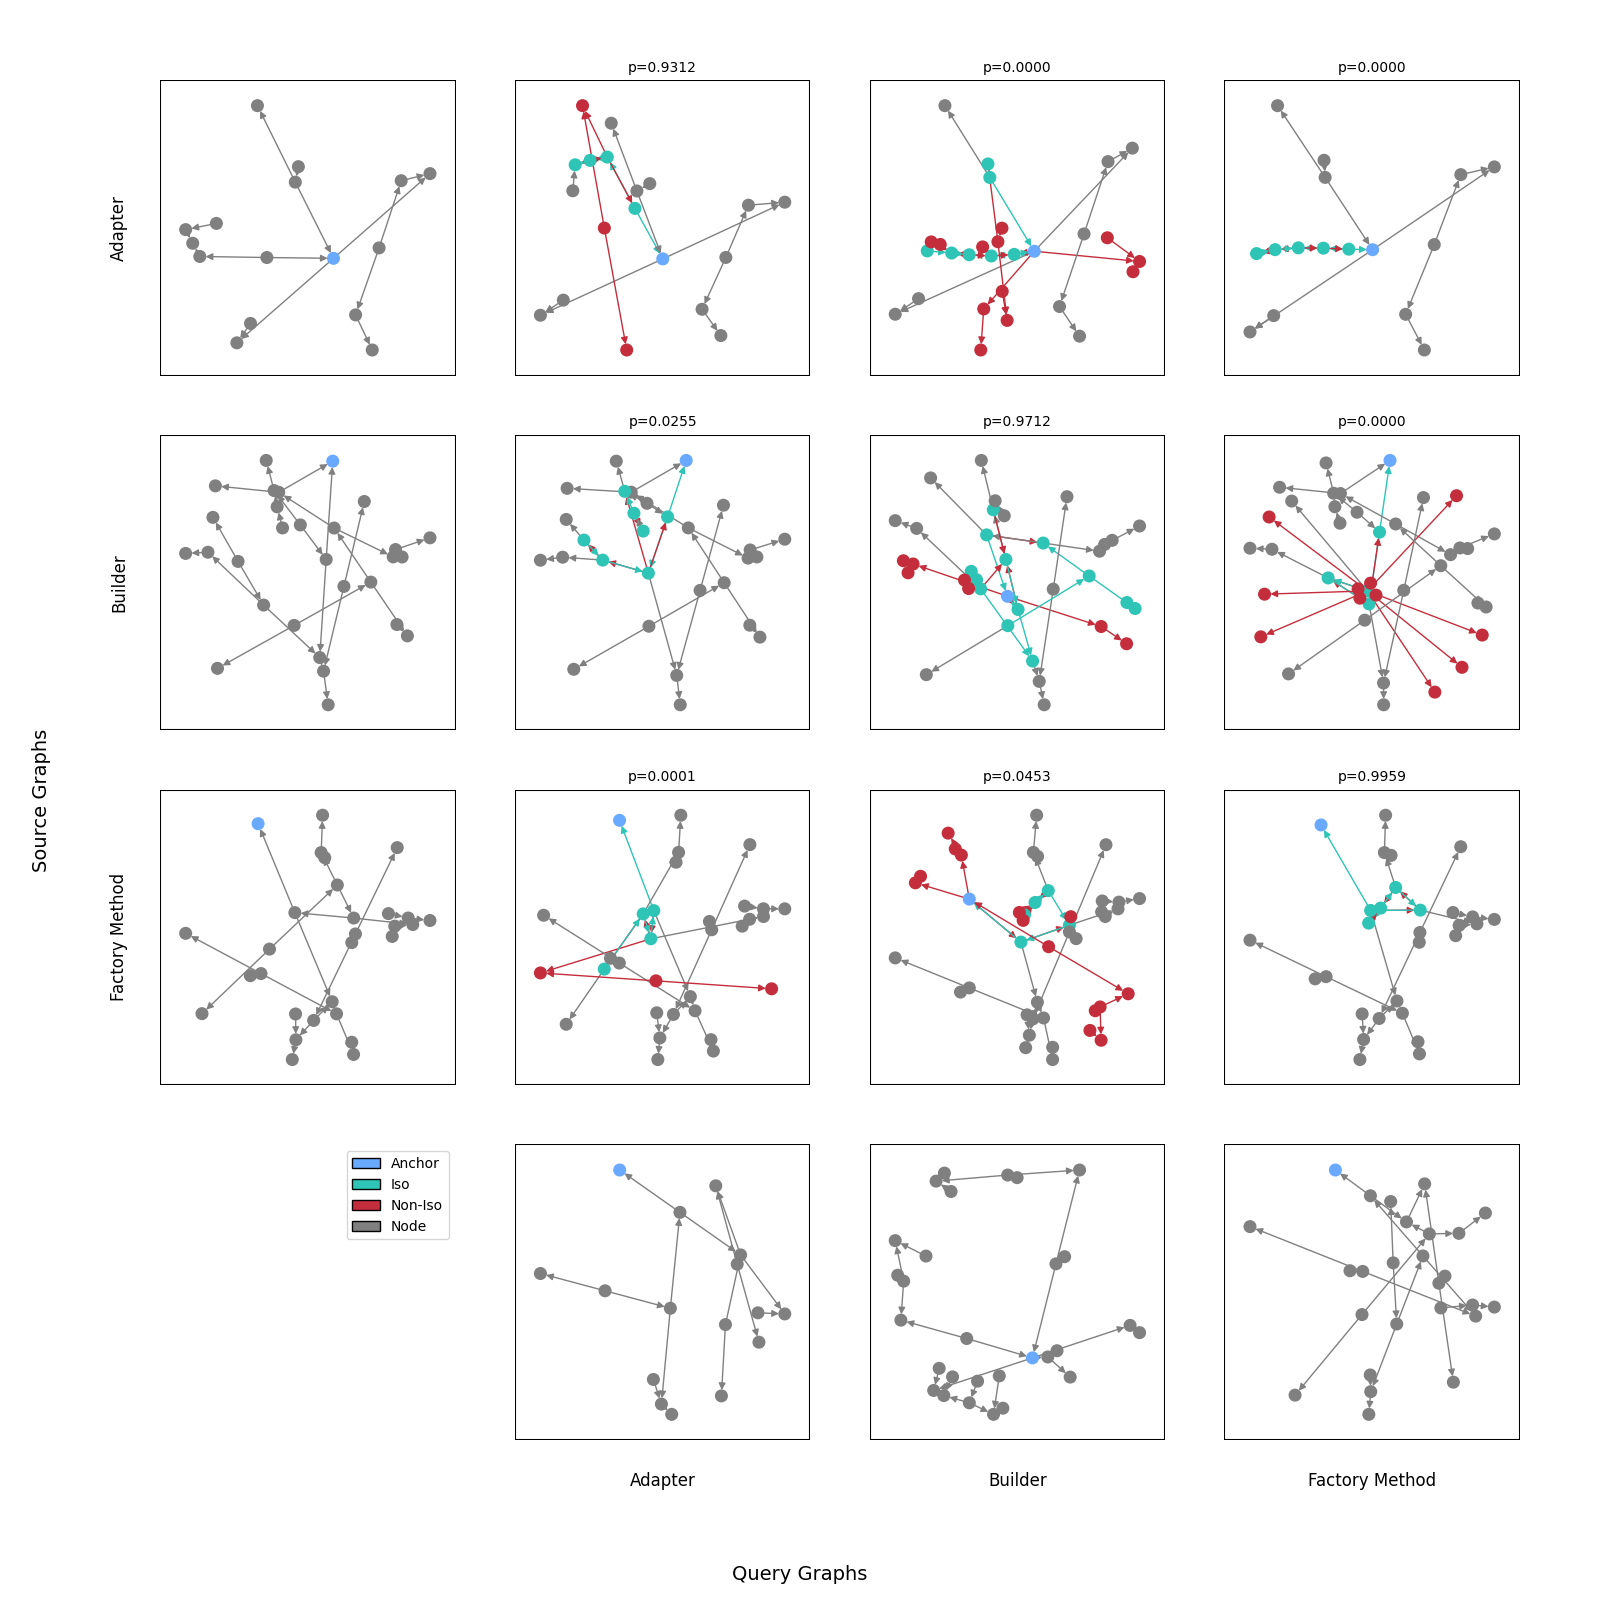 p=0.9312
p=0.0000
p=0.0000
Adapter
p=0.0255
p=0.9712
p=0.0000
Builder
Source Graphs
p=0.0001
p=0.0453
p=0.9959
Factory Method
Anchor
Iso
Non-Iso
Node
Adapter
Builder
Factory Method
Query Graphs